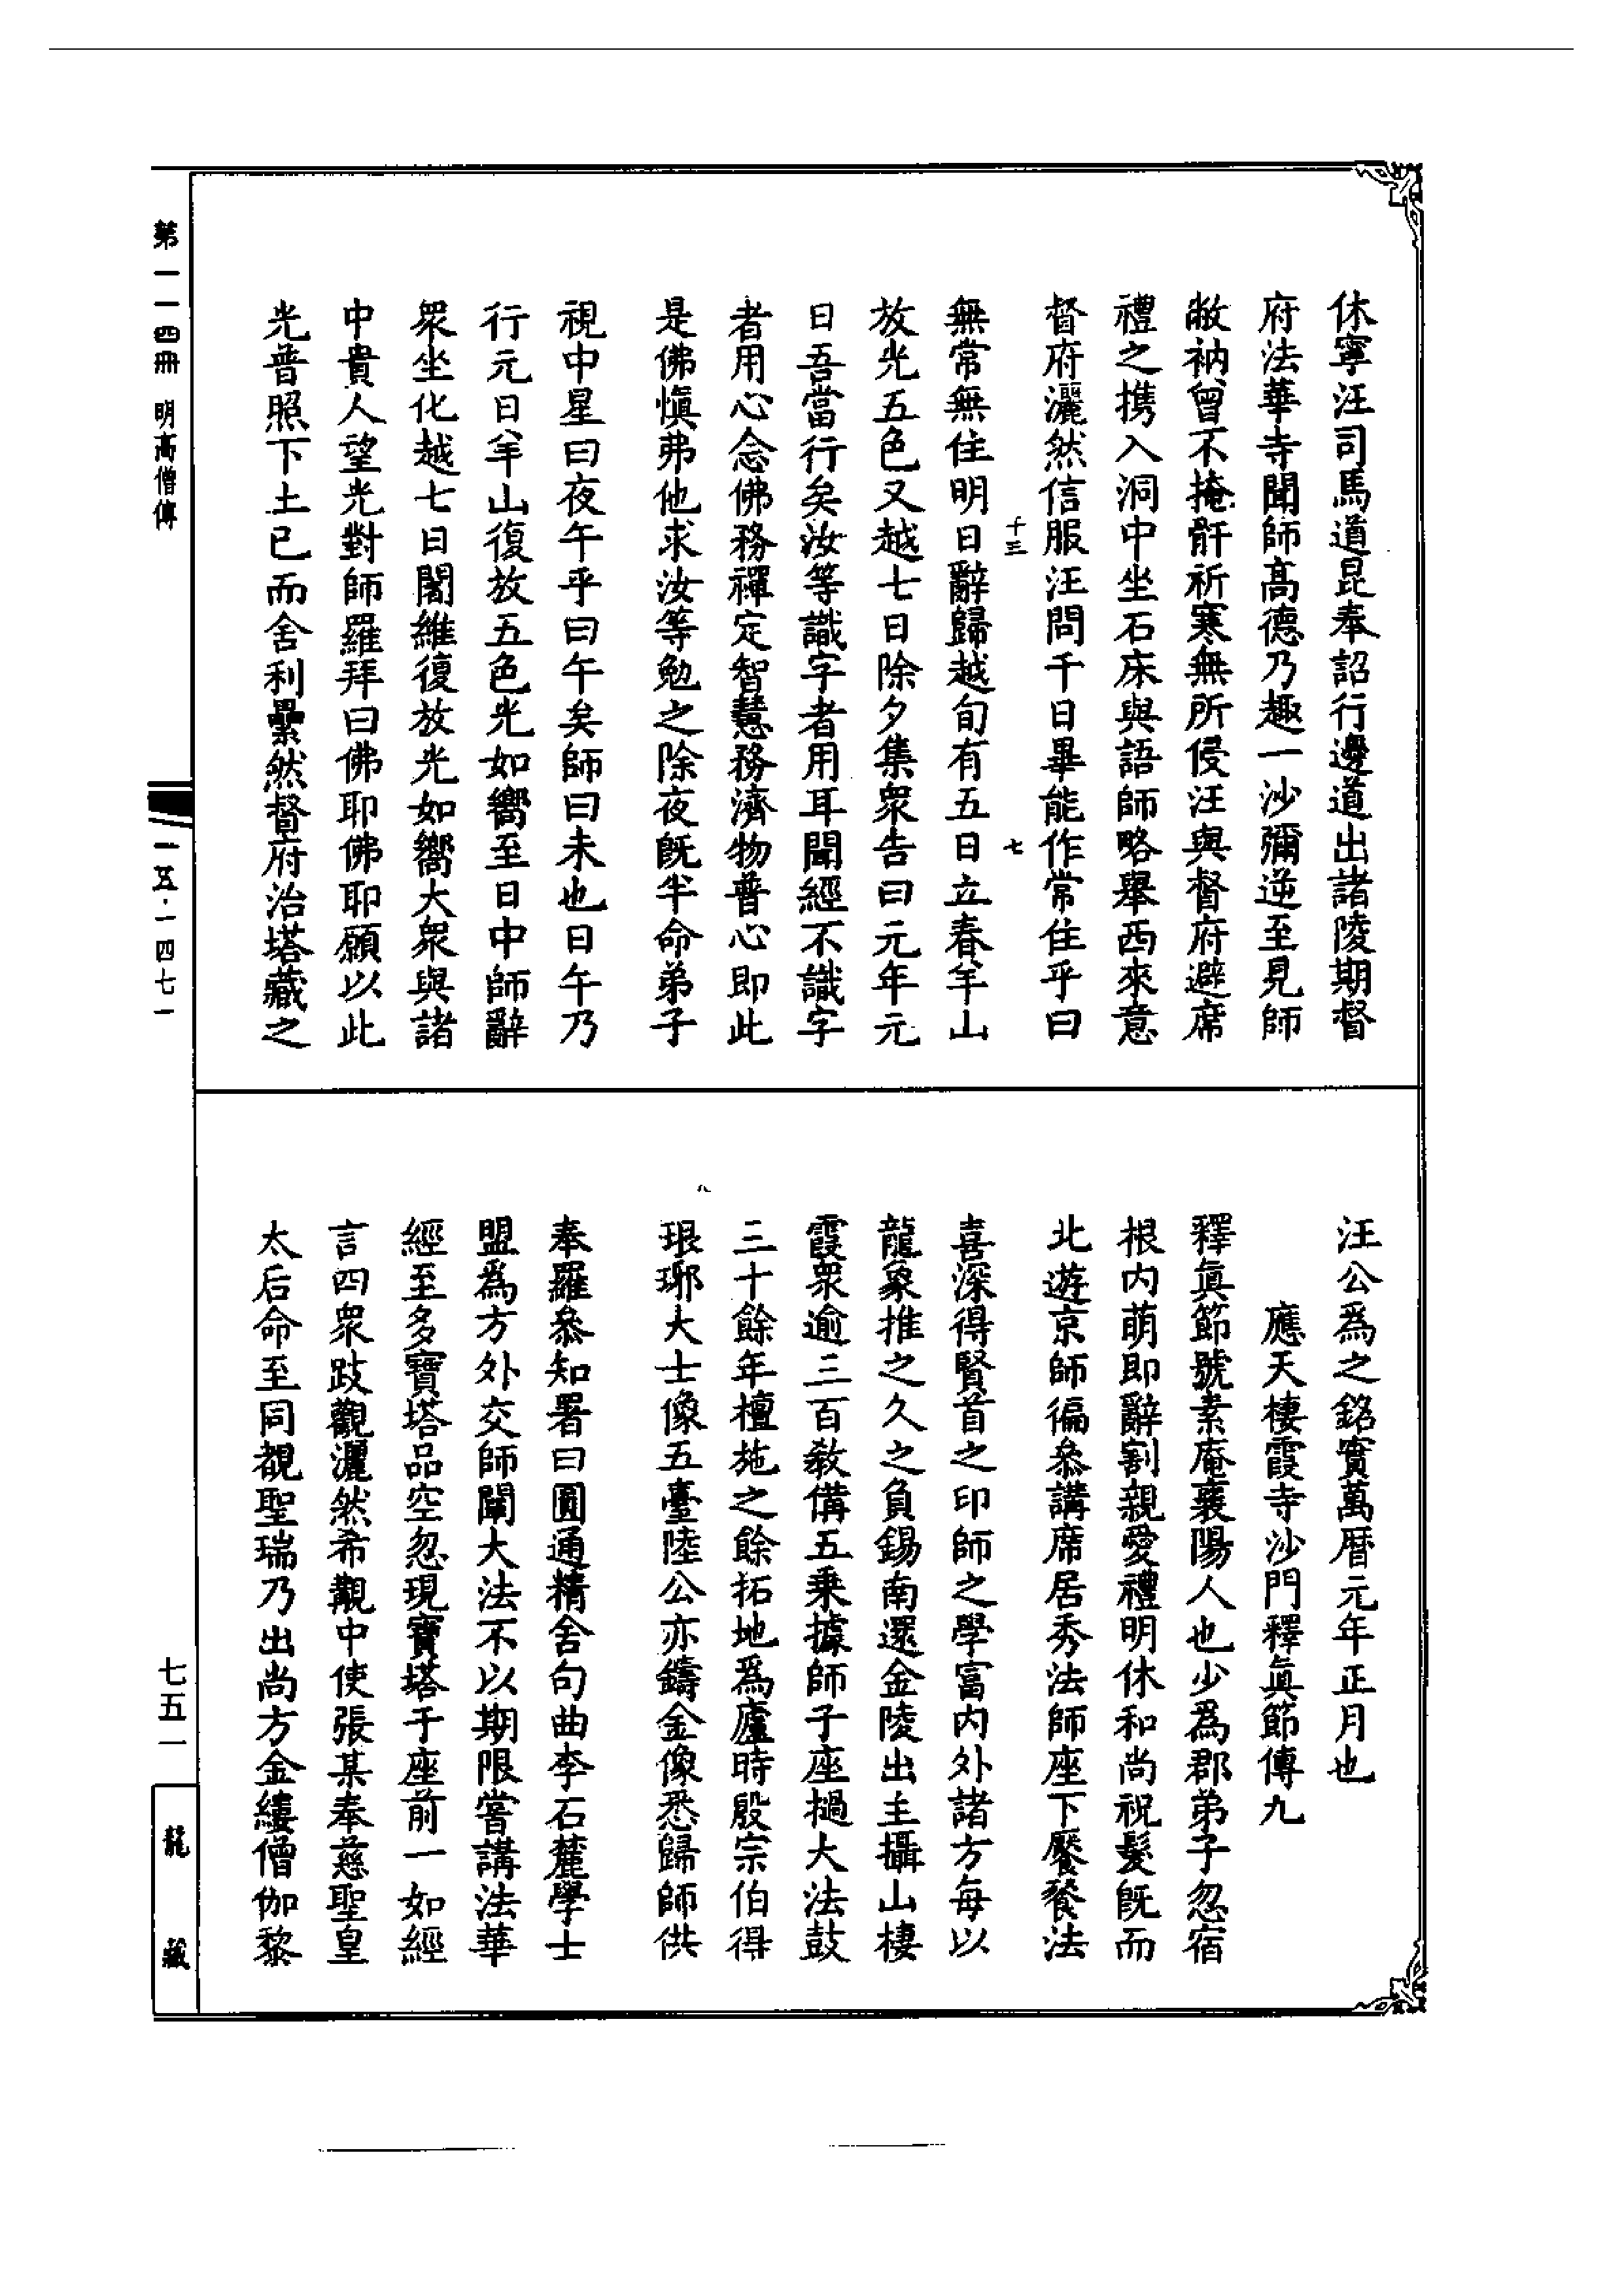 休寧汪司馬道昆奉詔行邊道出諸陵期督
府法華寺聞師高德乃趣一沙彌逆至見師
敝衲曾不掩骭祈寒無所侵汪與督府避席
禮之携入洞中坐石床與語師略舉西來意
督府灑然信服汪問千日畢能作常住乎曰
十三
七
無常無住明日辭歸越旬有五日立春羊山
放光五色又越七日除夕集衆告曰元年元
日吾當行矣汝等識字者用耳聞經不識字
者用心念佛務禪定智慧務濟物普心即此
是佛慎弗他求汝等勉之除夜旣半命弟子
視中星曰夜午乎曰午矣師曰未也日午乃
行元日羊山復放五色光如嚮至日中師辭
衆坐化越七日闍維復放光如嚮大衆與諸
中貴人望光對師羅拜曰佛耶佛耶願以此
光普照下土已而舍利纍然督府治塔藏之
汪公爲之銘實萬曆元年正月也
應天棲霞寺沙門釋眞節傳九
釋眞節號素庵襄陽人也少爲郡弟子忽宿
根内萌即辭割親愛禮明休和尚祝髮旣而
北遊京師徧叅講席居秀法師座下饜飱法
喜深得賢首之印師之學富内外諸方每以
龍象推之久之負錫南還金陵出主攝山棲
霞衆逾三百教備五乘據師子座撾大法鼓
三十餘年檀施之餘拓地爲廬時殷宗伯得
琅琊大士像五臺陸公亦鑄金像悉歸師供
奉羅叅知署曰圓通精舍句曲李石麓學士
盟爲方外交師闡大法不以期限嘗講法華
經至多寶塔品空忽現寶塔于座前一如經
言四衆跂觀灑然希覯中使張某奉慈聖皇
太后命至同覩聖瑞乃出尚方金縷僧伽黎
第一一四冊 明高僧傳
一五·一四七一
七五一
龍藏